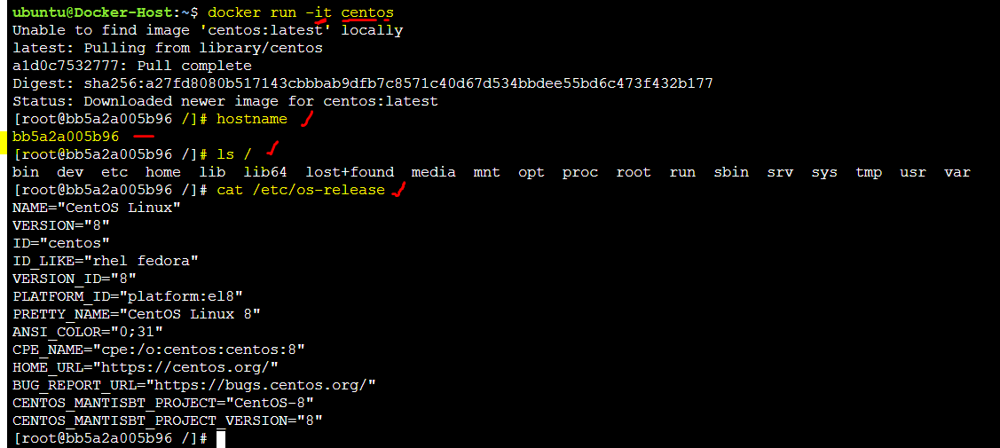 ubuntu@Docker-Host:~$ docker run -it centos
Unable to find image 'centos:latest' locally
latest: Pulling from library/centos
a1d0c7532777: Pull complete
Digest: sha256:a27fd8080b517143cbbbab9dfb7c8571c40d67d534bbdee55bd6c473f432b177
Status: Downloaded newer image for centos:latest
[root@bb5a2a005b96 /]# hostname
bb5a2a005b96
[root@bb5a2a005b96 /]# ls /
bin  dev  etc  home  lib  lib64  lost+found  media  mnt  opt  proc  root  run  sbin  srv  sys  tmp  usr  var
[root@bb5a2a005b96 /]# cat /etc/os-release
NAME="CentOS Linux"
VERSION="8"
ID="centos"
ID_LIKE="rhel fedora"
VERSION_ID="8"
PLATFORM_ID="platform:el8"
PRETTY_NAME="CentOS Linux 8"
ANSI_COLOR="0;31"
CPE_NAME="cpe:/o:centos:centos:8"
HOME_URL="https://centos.org/"
BUG_REPORT_URL="https://bugs.centos.org/"
CENTOS_MANTISBT_PROJECT="CentOS-8"
CENTOS_MANTISBT_PROJECT_VERSION="8"
[root@bb5a2a005b96 /]#